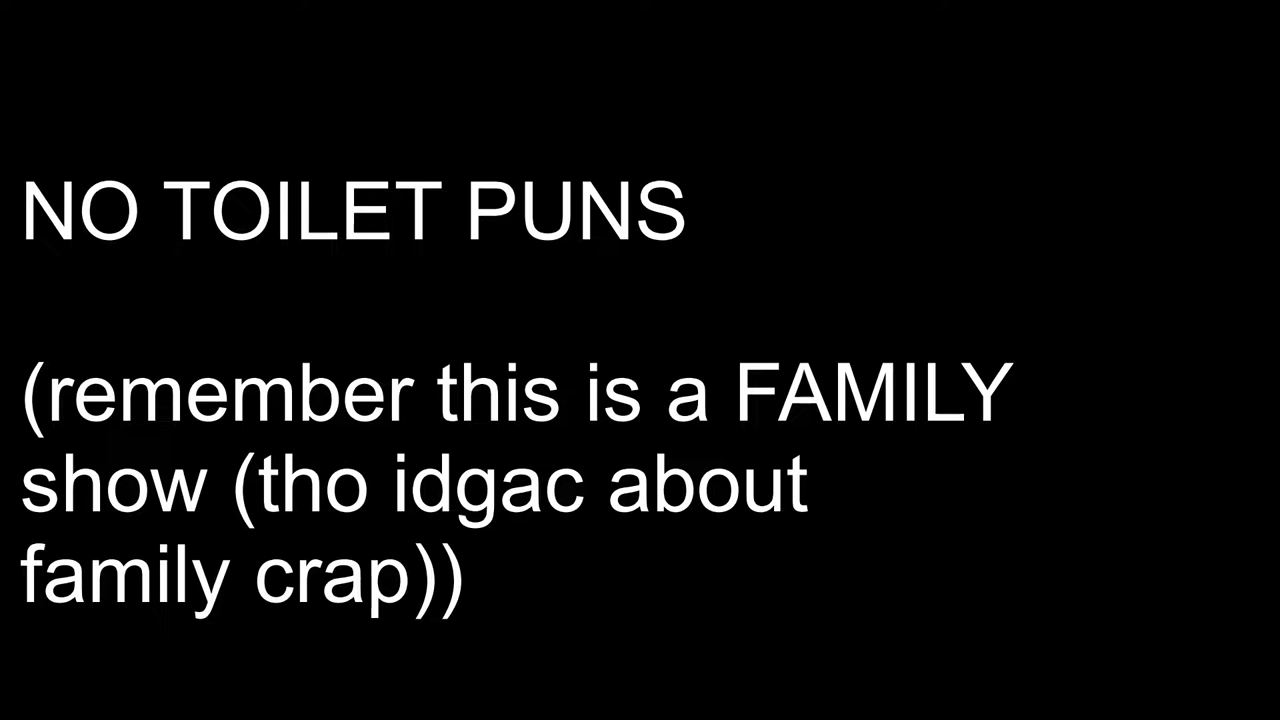 NO TOILET PUNS
(remember this is a FAMILY
show (tho idgac about
family crap))